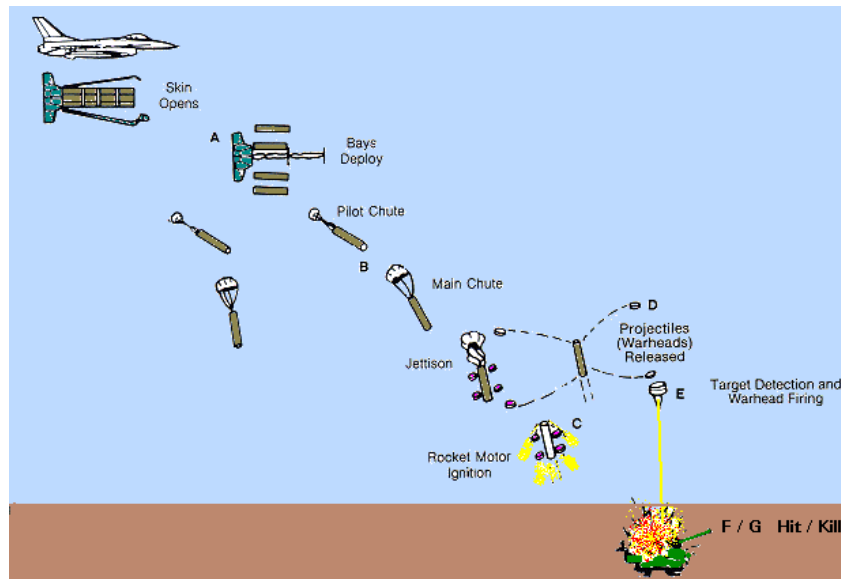 Skin
Opens
A
Bays
Deploy
Pilot Chute
B
Main Chute
D
Projectiles
(Warheads)
Released
Jettison
E
Target Detection and
Warhead Firing
C
Rocket Motor
Ignition
F / G Hit / Kill